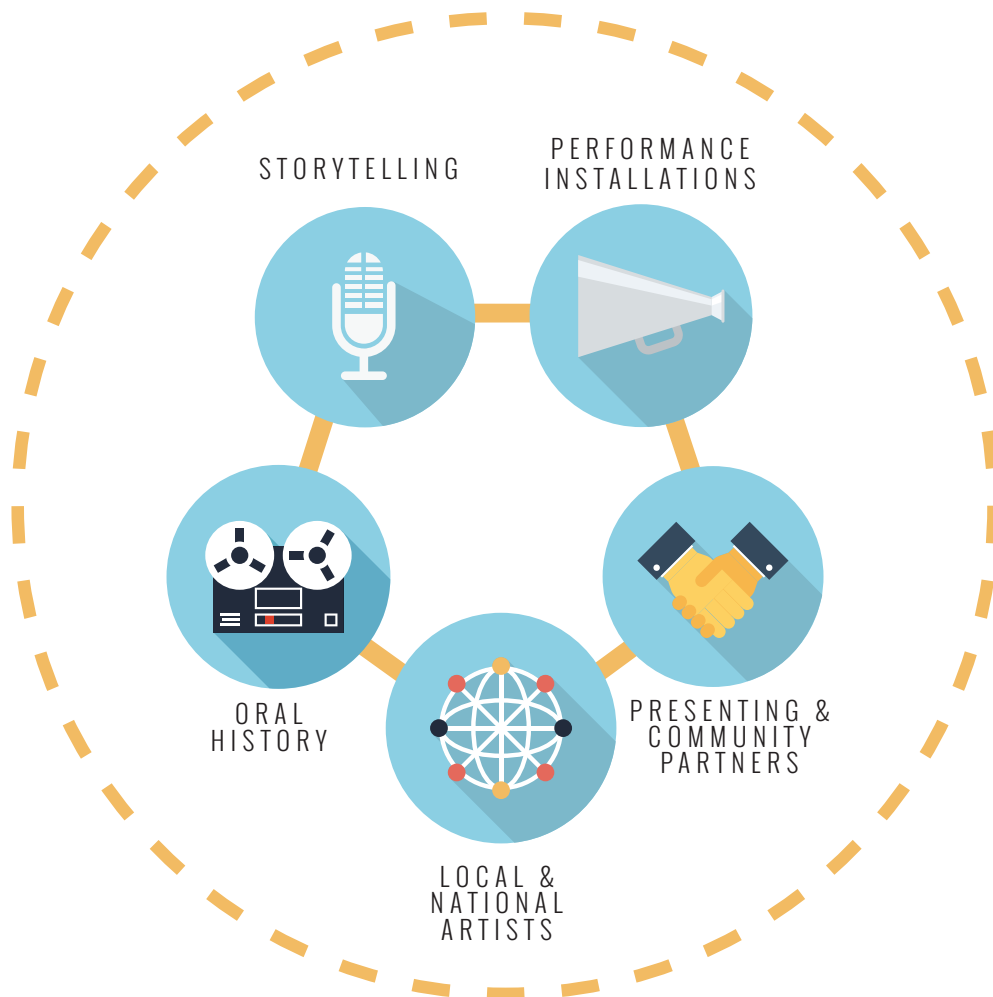 STORYTELLING
PERFORMANCE
INSTALLATIONS
ORAL
HISTORY
PRESENTING &
COMMUNITY
PARTNERS
LOCAL &
NATIONAL
ARTISTS